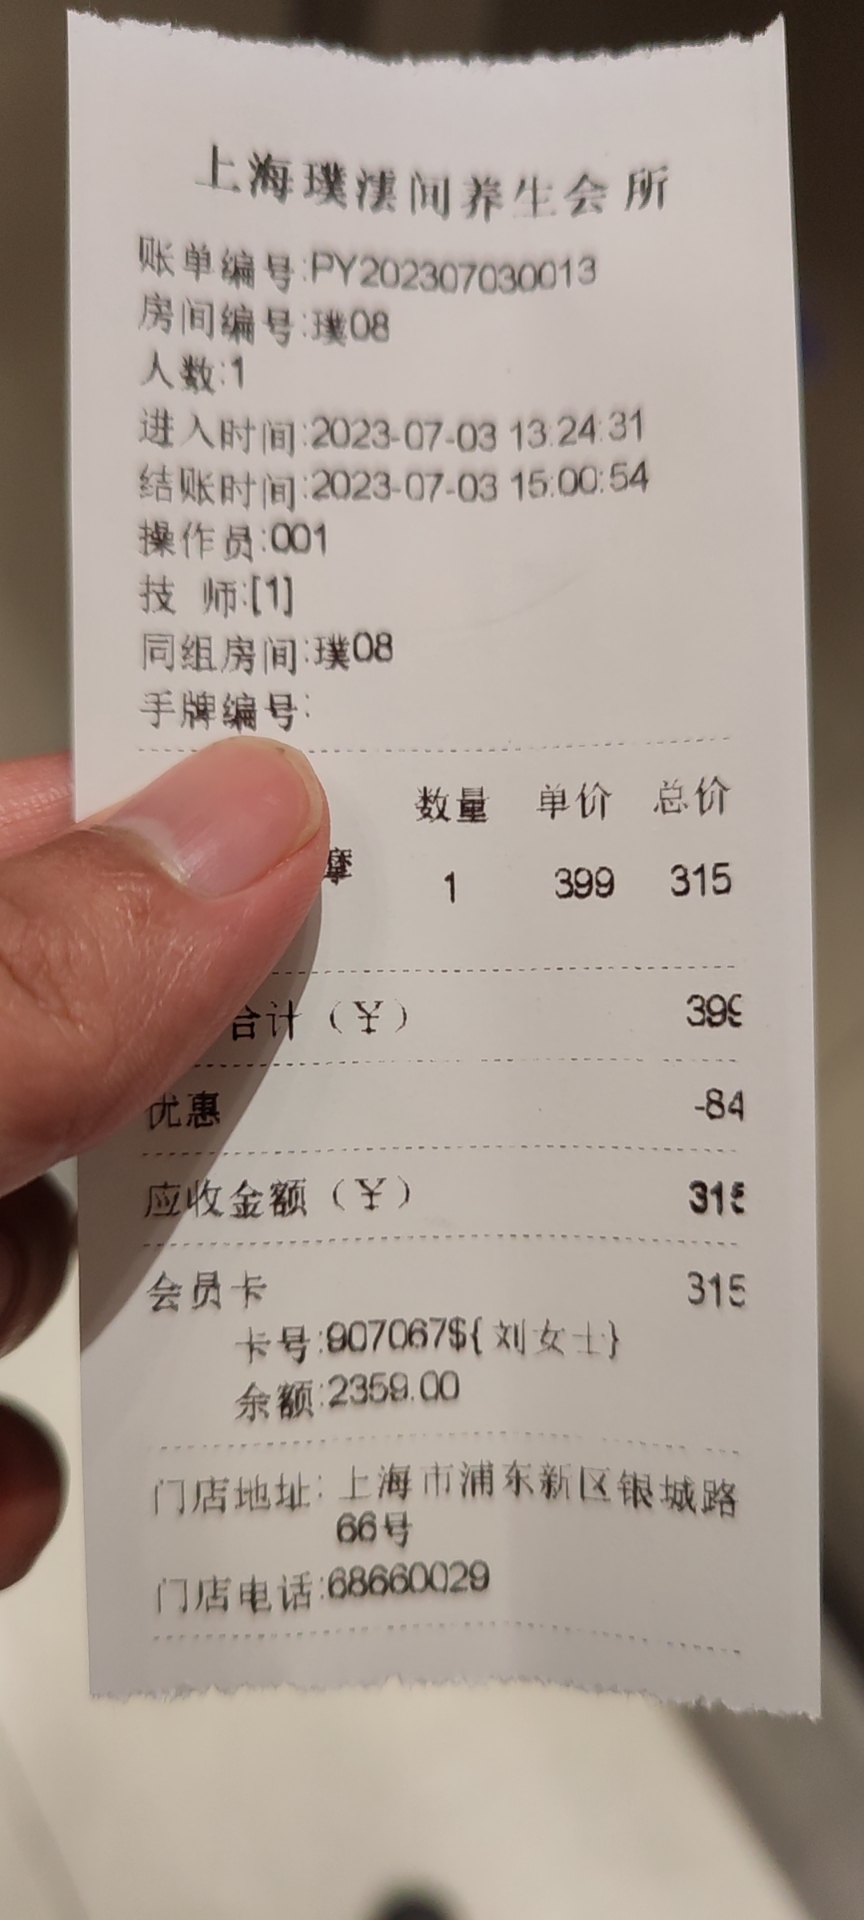 上海璞溪间养生会所
账单编号:PY202307030013
房间编号:璞08
人数:1
进入时间:2023-07-03 13:24:31
结账时间:2023-07-03 15:00:54
操作员:001
技 师:[1]
同组房间:璞08
手牌编号:
数量 单价 总价
摩 1 399 315
合计（￥） 399
优惠 -84
应收金额（￥） 315
会员卡 315
卡号:907067${刘女士}
余额:2359.00
门店地址: 上海市浦东新区银城路
66号
门店电话:68660029